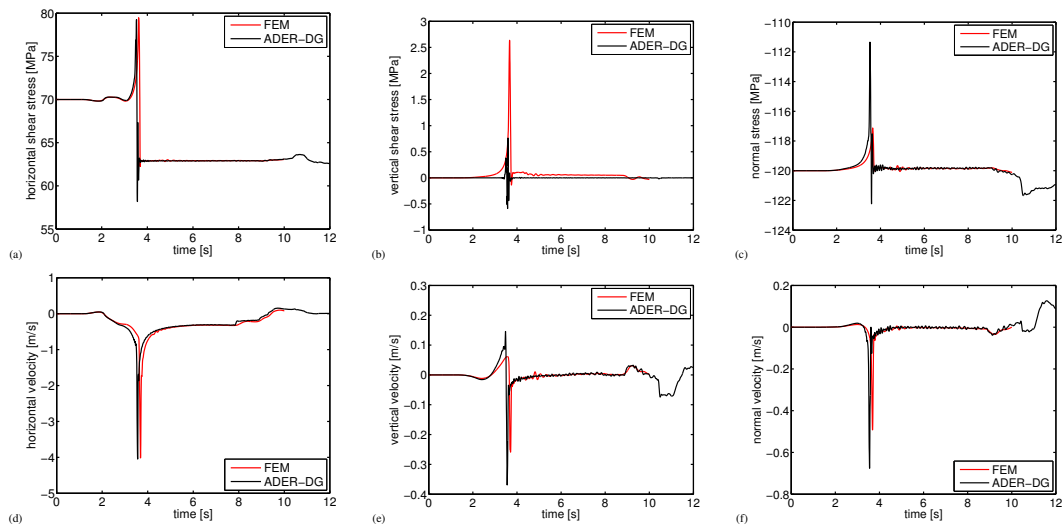 80
75
70
65
60
55
horizontal shear stress [MPa]
FEM
ADER−DG
0 2 4 6 8 10 12
time [s]
(a)
3
2.5
2
1.5
1
0.5
0
−0.5
−1
vertical shear stress [MPa]
FEM
ADER−DG
0 2 4 6 8 10 12
time [s]
(b)
−110
−112
−114
−116
−118
−120
−122
−124
normal stress [MPa]
FEM
ADER−DG
0 2 4 6 8 10 12
time [s]
(c)
1
0
−1
−2
−3
−4
−5
horizontal velocity [m/s]
FEM
ADER−DG
0 2 4 6 8 10 12
time [s]
(d)
0.3
0.2
0.1
0
−0.1
−0.2
−0.3
−0.4
vertical velocity [m/s]
FEM
ADER−DG
0 2 4 6 8 10 12
time [s]
(e)
0.2
0
−0.2
−0.4
−0.6
−0.8
normal velocity [m/s]
FEM
ADER−DG
0 2 4 6 8 10 12
time [s]
(f)